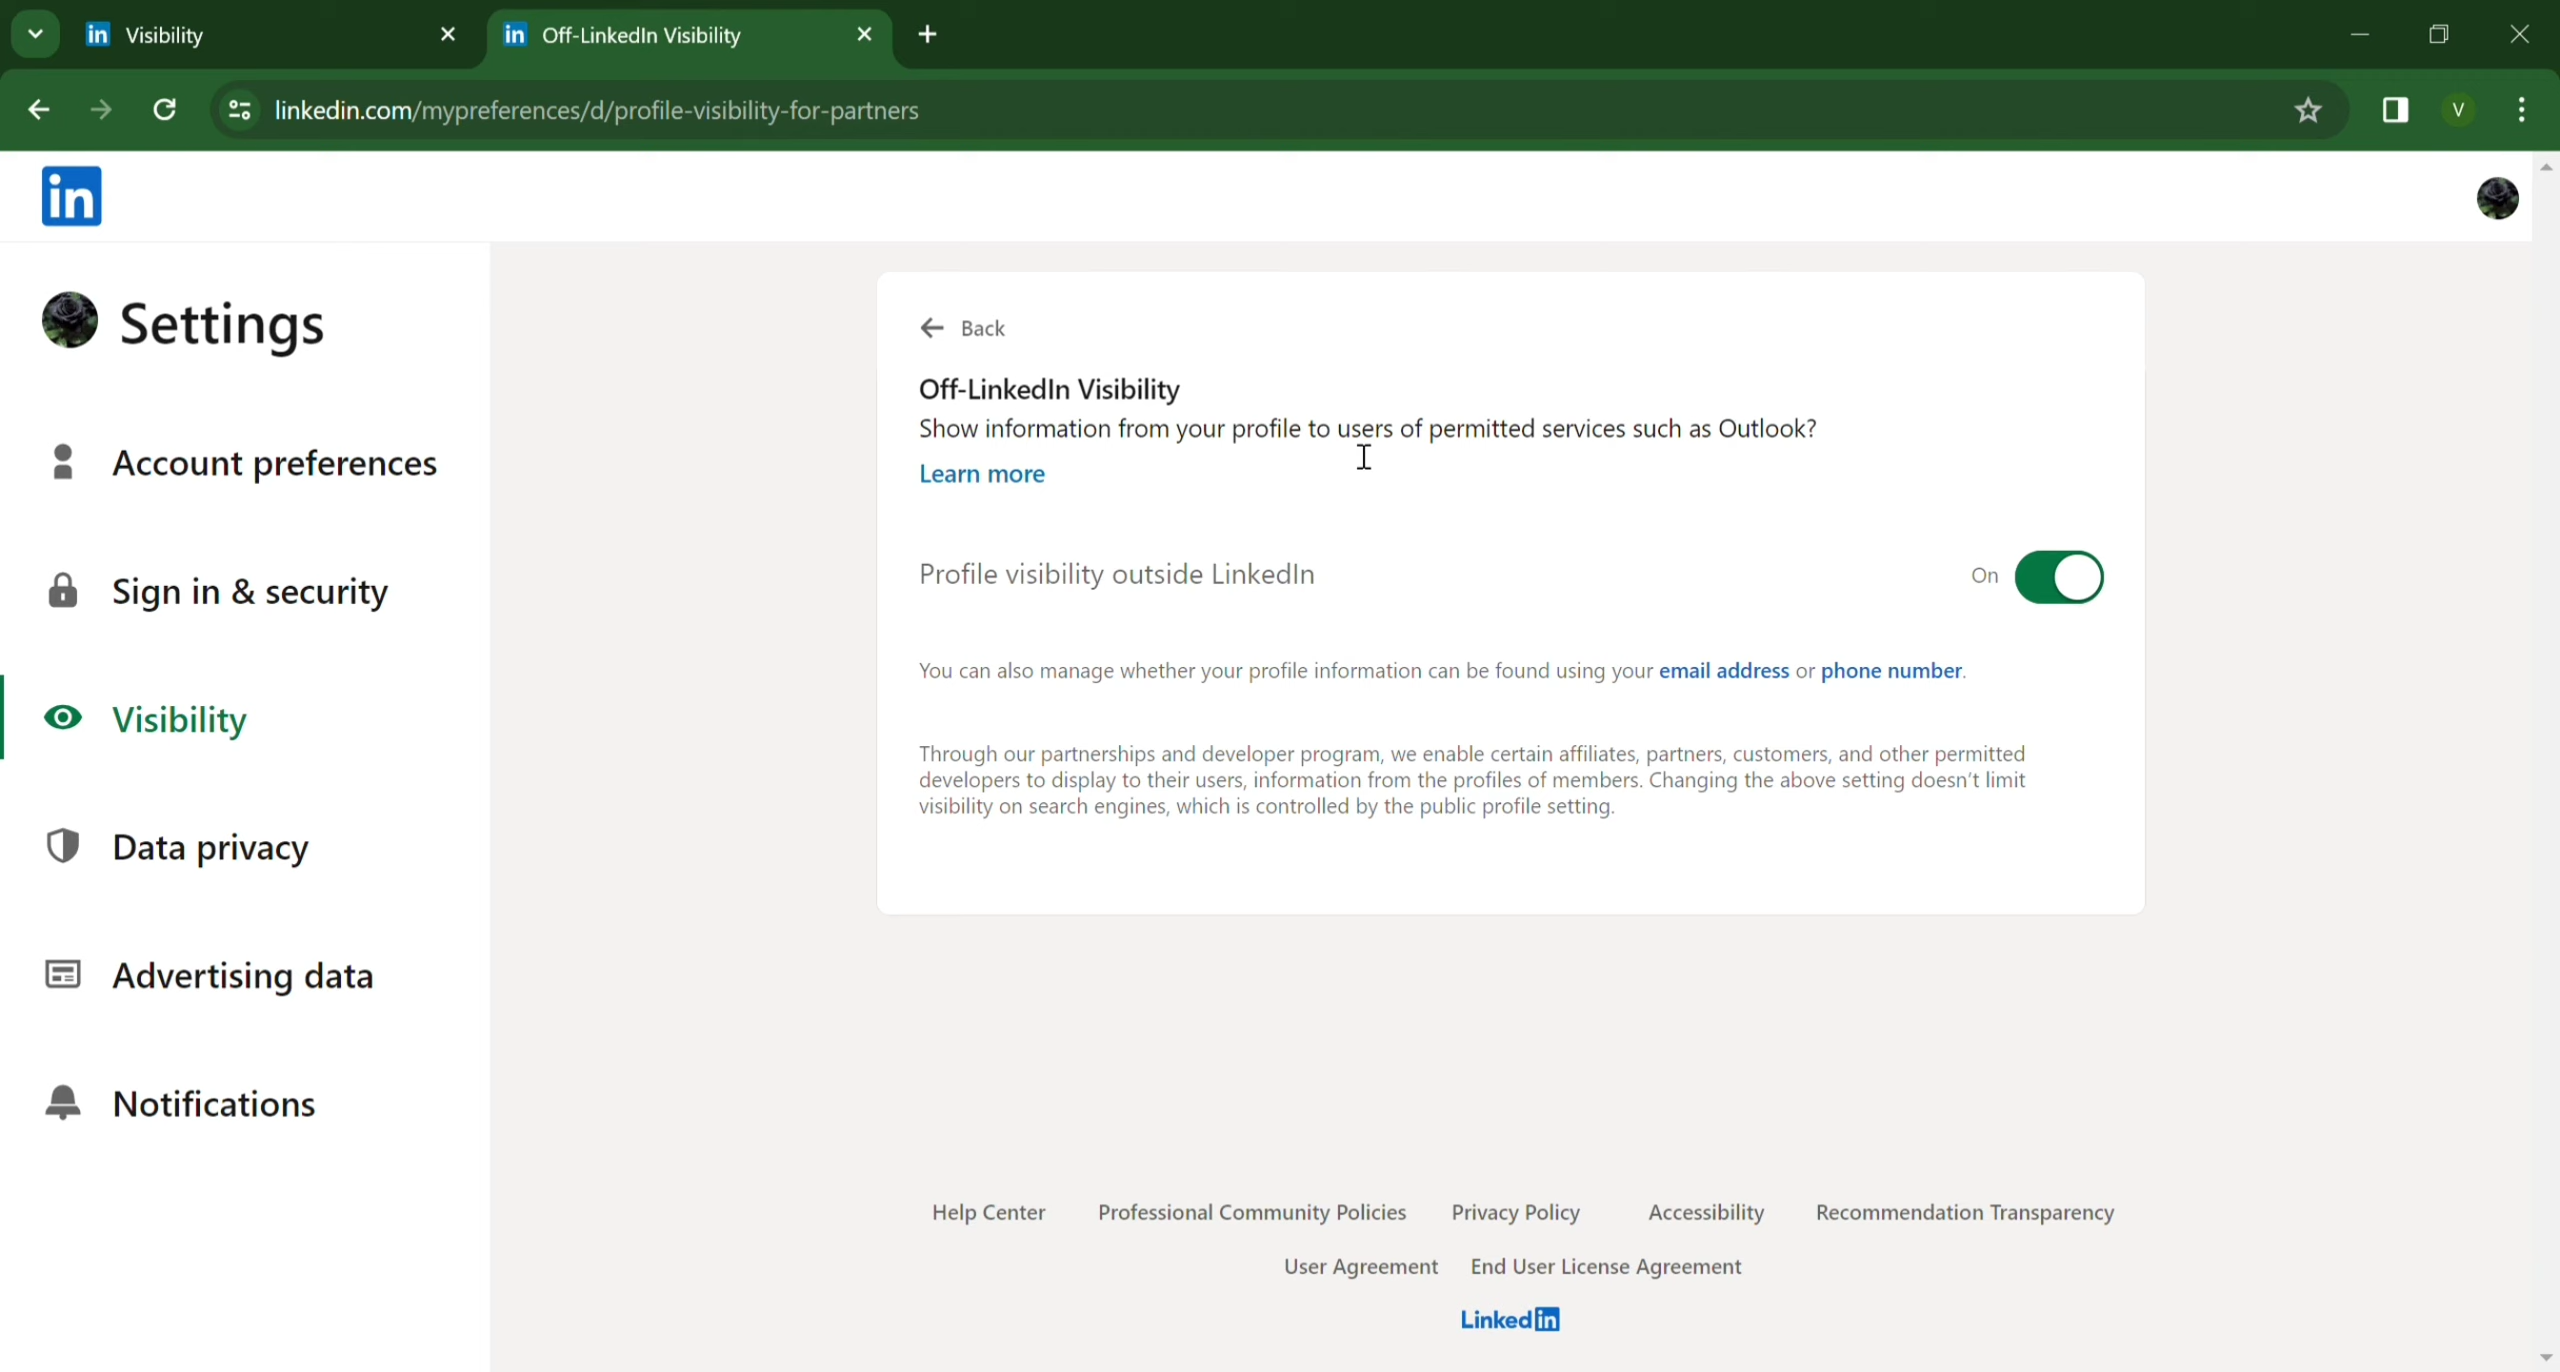 Visibility
Off-LinkedIn Visibility
linkedin.com/mypreferences/d/profile-visibility-for-partners
V
in
Settings
Account preferences
Sign in & security
Visibility
Data privacy
Advertising data
Notifications
Back
Off-LinkedIn Visibility
Show information from your profile to users of permitted services such as Outlook?
Learn more
Profile visibility outside LinkedIn
On
You can also manage whether your profile information can be found using your email address or phone number.
Through our partnerships and developer program, we enable certain affiliates, partners, customers, and other permitted
developers to display to their users, information from the profiles of members. Changing the above setting doesn't limit
visibility on search engines, which is controlled by the public profile setting.
Help Center Professional Community Policies Privacy Policy Accessibility Recommendation Transparency
User Agreement End User License Agreement
LinkedIn